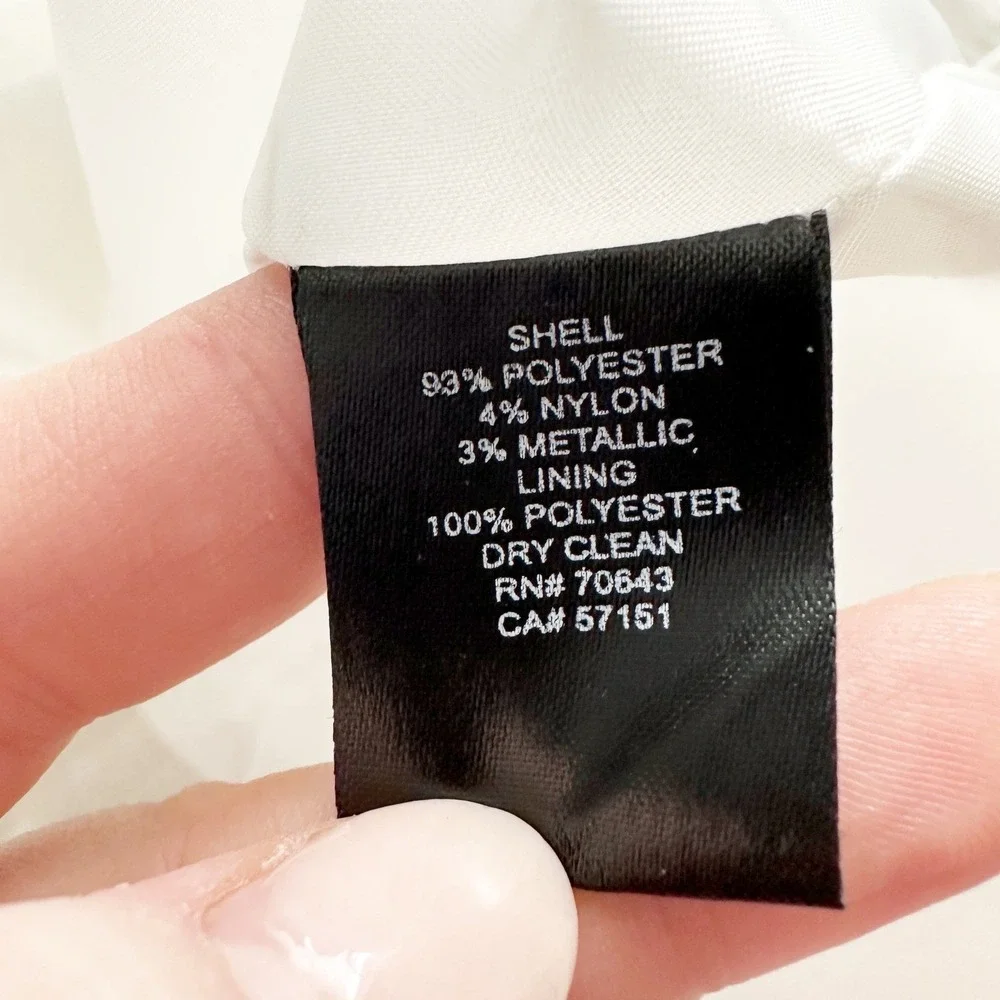 SHELL
93% POLYESTER
4% NYLON
3% METALLIC
LINING
100% POLYESTER
DRY CLEAN
RN# 70643
CA# 57151